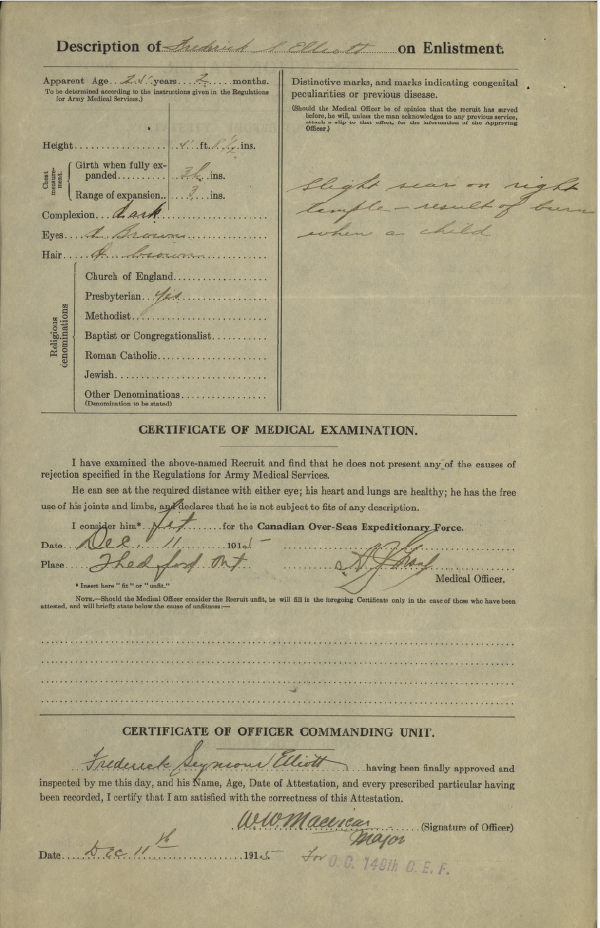 Description of Frederick S Elliott on Enlistment.
Apparent Age years 2 months.
To be determined according to the instructions given in the Regulations
for Army Medical Services.)
Height ft. ins.
Chest measurement.
Girth when fully ex-
panded ins.
Range of expansion 3 ins.
Complexion dark
Eyes Brown
Hair brown
Religious denominations
Church of England
Presbyterian Yes
Methodist
Baptist or Congregationalist
Roman Catholic
Jewish
Other Denominations
(Denomination to be stated)
Distinctive marks, and marks indicating congenital
peculiarities or previous disease.
(Should the Medical Officer be of opinion that the recruit has served
before, he will, unless the man acknowledges to any previous service,
attach a slip to that effect, for the information of the Approving
Officer.)
Slight scar on right
temple - result of burn
when a child
CERTIFICATE OF MEDICAL EXAMINATION.
I have examined the above-named Recruit and find that he does not present any of the causes of
rejection specified in the Regulations for Army Medical Services.
He can see at the required distance with either eye; his heart and lungs are healthy; he has the free
use of his joints and limbs, and declares that he is not subject to fits of any description.
I consider him* fit for the Canadian Over-Seas Expeditionary Force.
Date Dec 11 1915
Place Thedford Ont
Medical Officer.
*Insert here "fit" or "unfit."
NOTE.—Should the Medical Officer consider the Recruit unfit, he will fill in the foregoing Certificate only in the case of those who have been
attested, and will briefly state below the cause of unfitness:—
CERTIFICATE OF OFFICER COMMANDING UNIT.
Frederick Seymour Elliott having been finally approved and
inspected by me this day, and his Name, Age, Date of Attestation, and every prescribed particular having
been recorded, I certify that I am satisfied with the correctness of this Attestation.
(Signature of Officer)
Major
Date Dec 11th 1915 For O. C. 149th C. E. F.